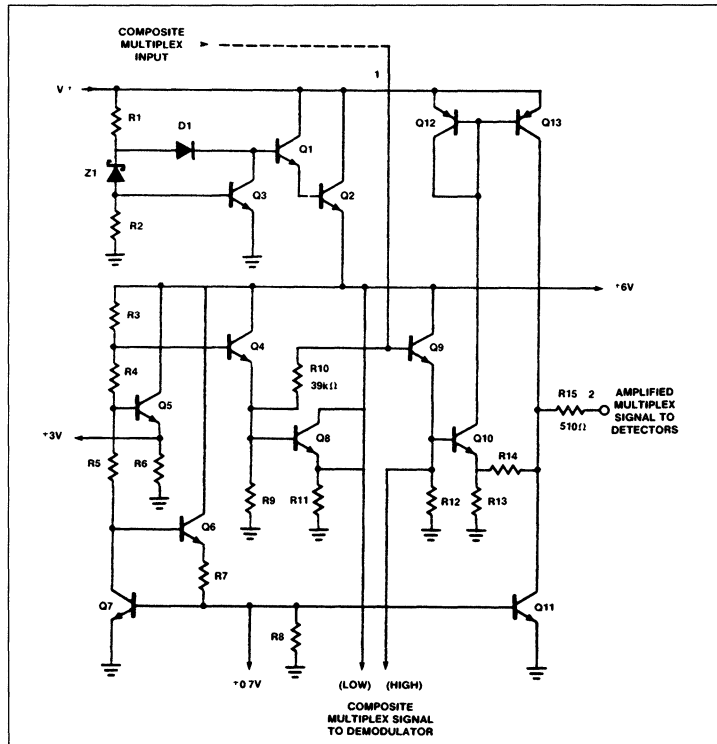 COMPOSITE
MULTIPLEX
INPUT
1
V+
R1
D1
Q12
Q13
Z1
Q1
Q3
Q2
R2
+6V
R3
Q4
Q9
R10
39kΩ
R4
Q5
R15 2
510Ω
AMPLIFIED
MULTIPLEX
SIGNAL TO
DETECTORS
+3V
Q8
Q10
R14
R5
R6
R9
R11
R12
R13
Q6
R7
Q7
Q11
R8
+0 7V
(LOW) (HIGH)
COMPOSITE
MULTIPLEX SIGNAL
TO DEMODULATOR